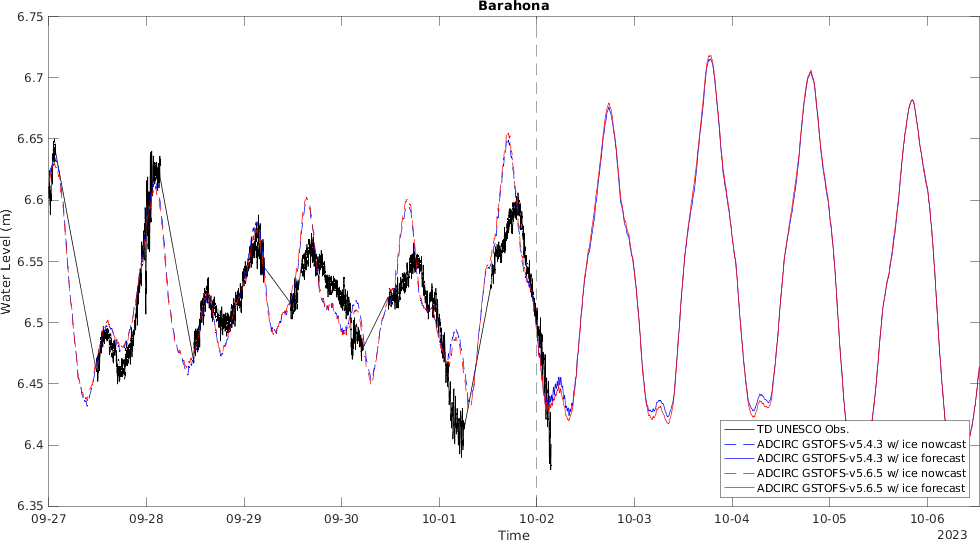 Barahona
6.75
6.7
6.65
6.6
6.55
6.5
6.45
6.4
6.35
Water Level (m)
09-27
09-28
09-29
09-30
10-01
10-02
10-03
10-04
10-05
10-06
Time
2023
TD UNESCO Obs.
ADCIRC GSTOFS-v5.4.3 w/ ice nowcast
ADCIRC GSTOFS-v5.4.3 w/ ice forecast
ADCIRC GSTOFS-v5.6.5 w/ ice nowcast
ADCIRC GSTOFS-v5.6.5 w/ ice forecast